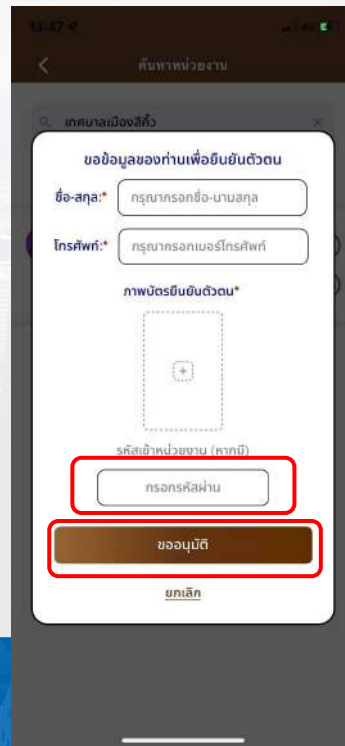 13:47
ค้นหาหน่วยงาน
เทศบาลเมืองสีคิ้ว
ขอข้อมูลของท่านเพื่อยืนยันตัวตน
ชื่อ-สกุล:* กรุณากรอกชื่อ-นามสกุล
โทรศัพท์:* กรุณากรอกเบอร์โทรศัพท์
ภาพบัตรยืนยันตัวตน*
รหัสเข้าหน่วยงาน (หากมี)
กรอกรหัสผ่าน
ขออนุมัติ
ยกเลิก